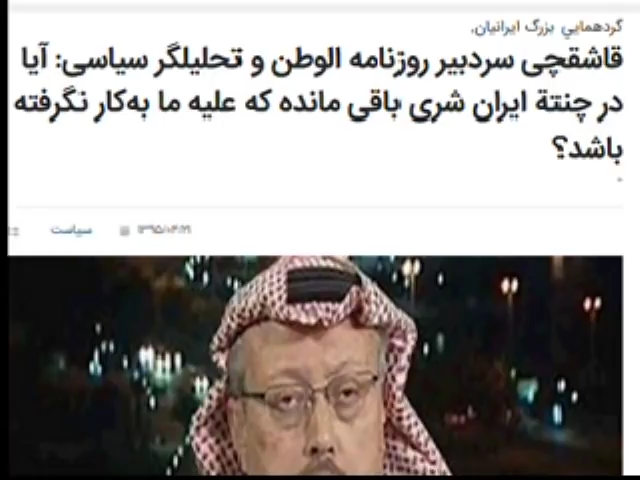 گردهمایی بزرگ ایرانیان,
قاشقچی سردبیر روزنامه الوطن و تحلیلگر سیاسی: آیا
در چنتة ایران شری باقی مانده که علیه ما به‌کار نگرفته
باشد؟
سیاست